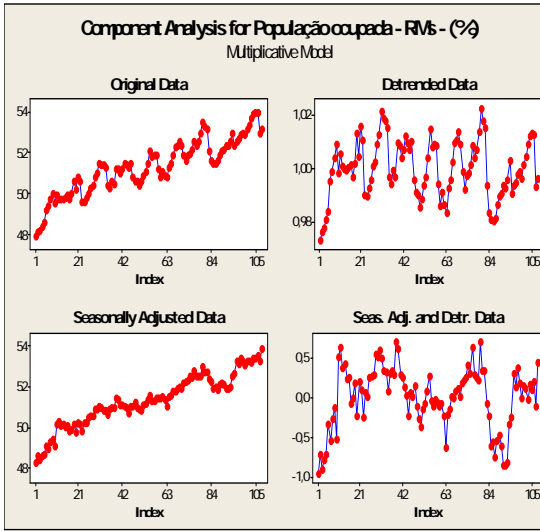 Component Analysis for População ocupada - RMs - (%)
Multiplicative Model
Original Data
54
52
50
48
1 21 42 63 84 105
Index
Detrended Data
1,02
1,00
0,98
1 21 42 63 84 105
Index
Seasonally Adjusted Data
54
52
50
48
1 21 42 63 84 105
Index
Seas. Adj. and Detr. Data
0,5
0,0
-0,5
-1,0
1 21 42 63 84 105
Index